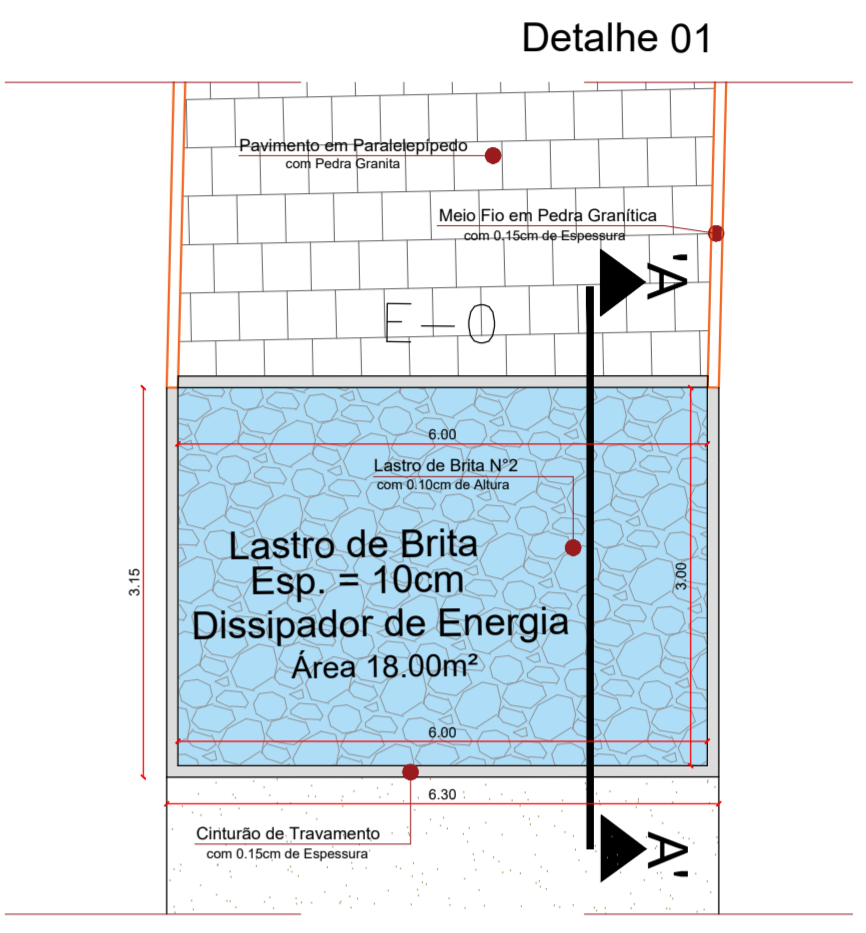 Detalhe 01
Pavimento em Paralelepípedo
com Pedra Granita
Meio Fio em Pedra Granítica
com 0.15cm de Espessura
A'
E - O
6.00
Lastro de Brita N°2
com 0.10cm de Altura
Lastro de Brita
Esp. = 10cm
Dissipador de Energia
Área 18.00m²
3.15
3.00
6.00
6.30
Cinturão de Travamento
com 0.15cm de Espessura
A'